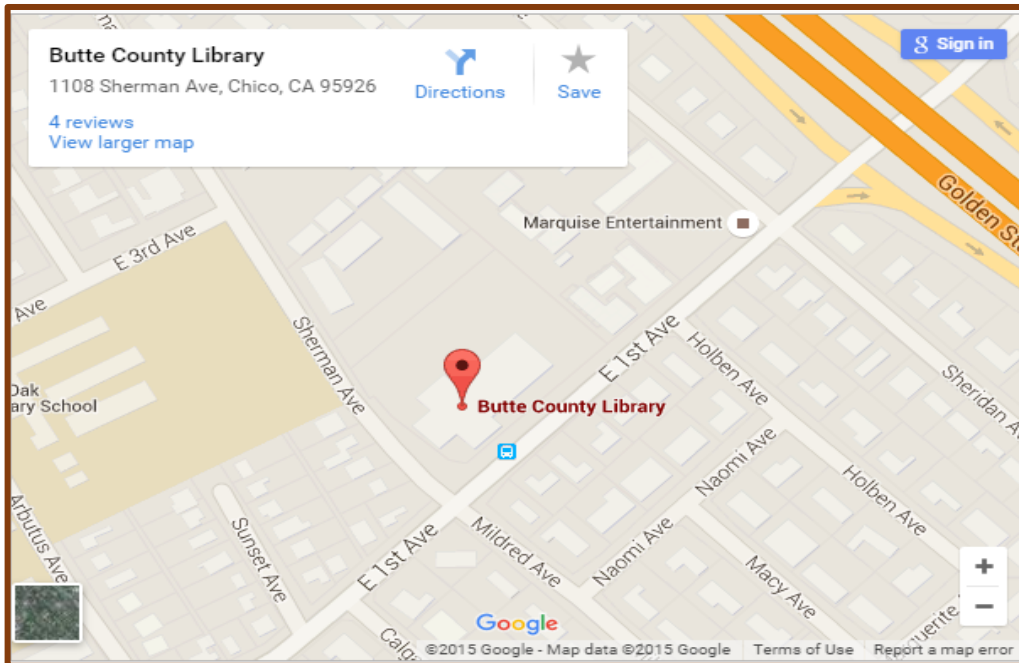 Butte County Library
1108 Sherman Ave, Chico, CA 95926
4 reviews
View larger map
Directions
Save
g Sign in
Golden St
Marquise Entertainment
E 3rd Ave
Ave
Sherman Ave
E 1st Ave
Holben Ave
Sheridan Av
Oak
ary School
Butte County Library
Naomi Ave
Holben Ave
Arbutus Ave
Sunset Ave
E 1st Ave
Mildred Ave
Naomi Ave
Macy Ave
+
−
Google
©2015 Google - Map data ©2015 Google
Terms of Use
Report a map error